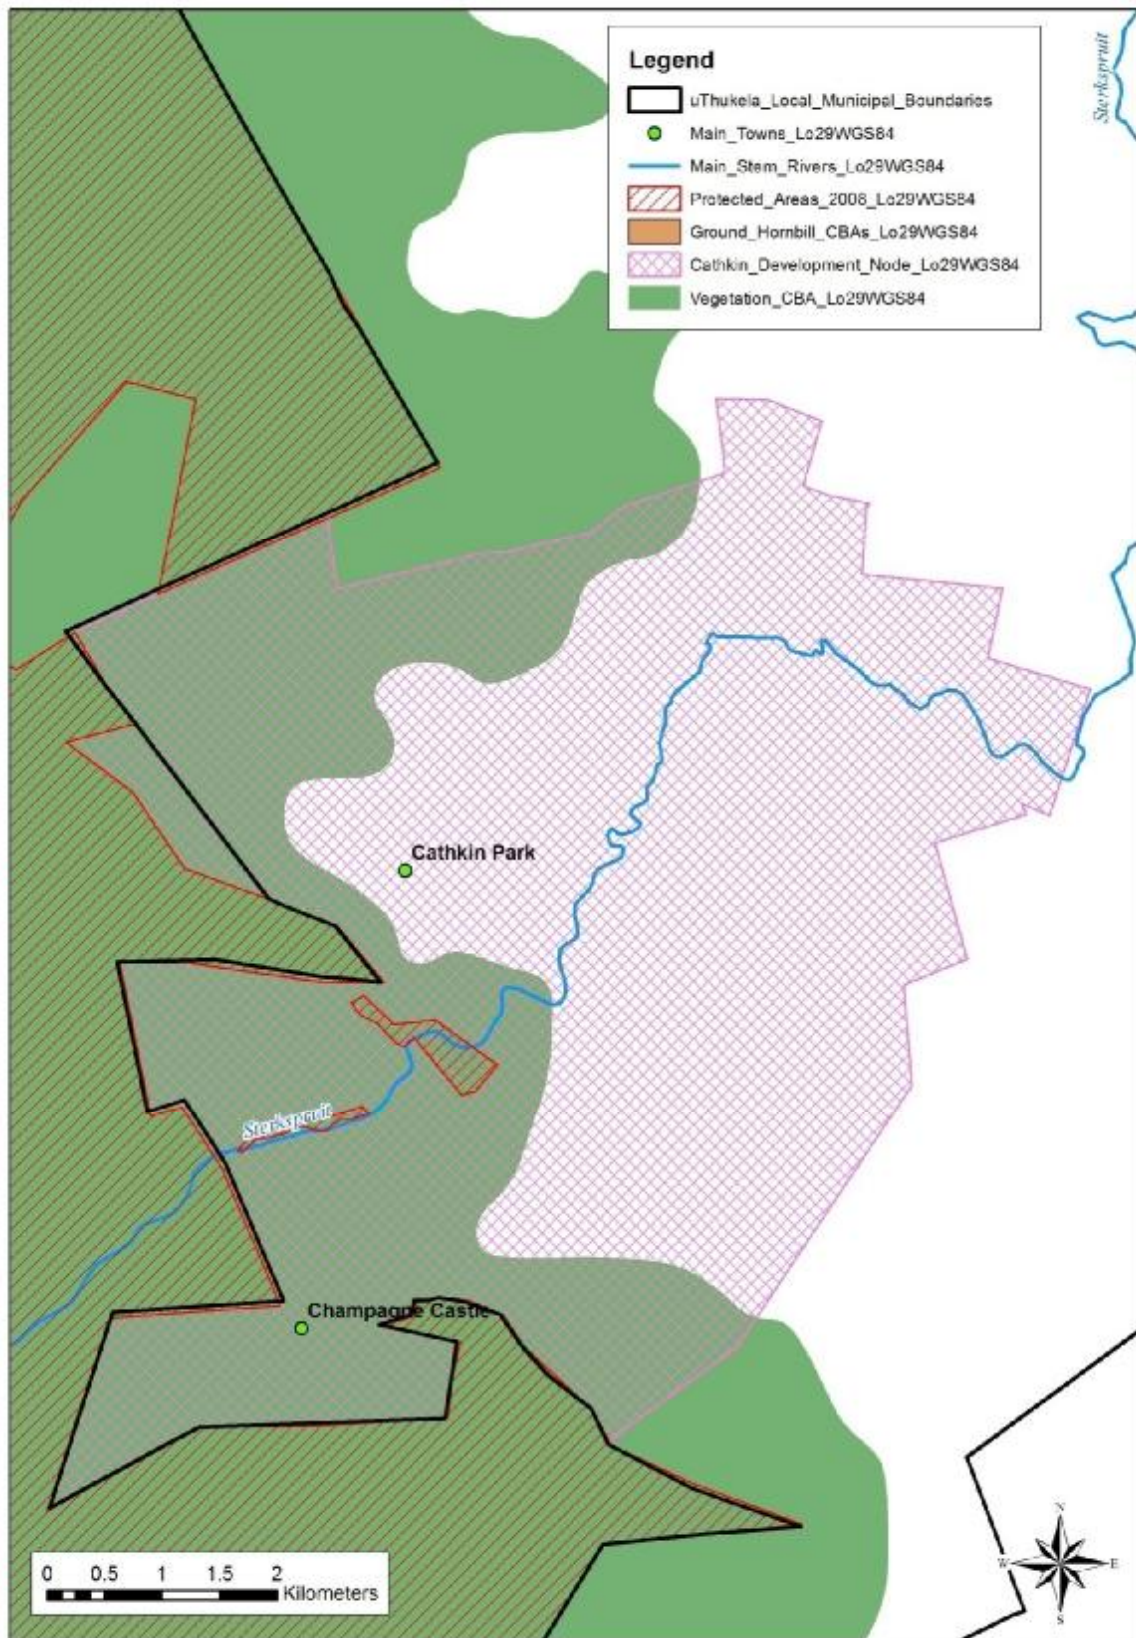 Legend
uThukela_Local_Municipal_Boundaries
Main_Towns_Lo29WGS84
Main_Stem_Rivers_Lo29WGS84
Protected_Areas_2008_Lo29WGS84
Ground_Hornbill_CBAs_Lo29WGS84
Cathkin_Development_Node_Lo29WGS84
Vegetation_CBA_Lo29WGS84
Sterkspruit
Cathkin Park
Sterkspruit
Champagne Castle
N
W E
S
0 0.5 1 1.5 2
Kilometers